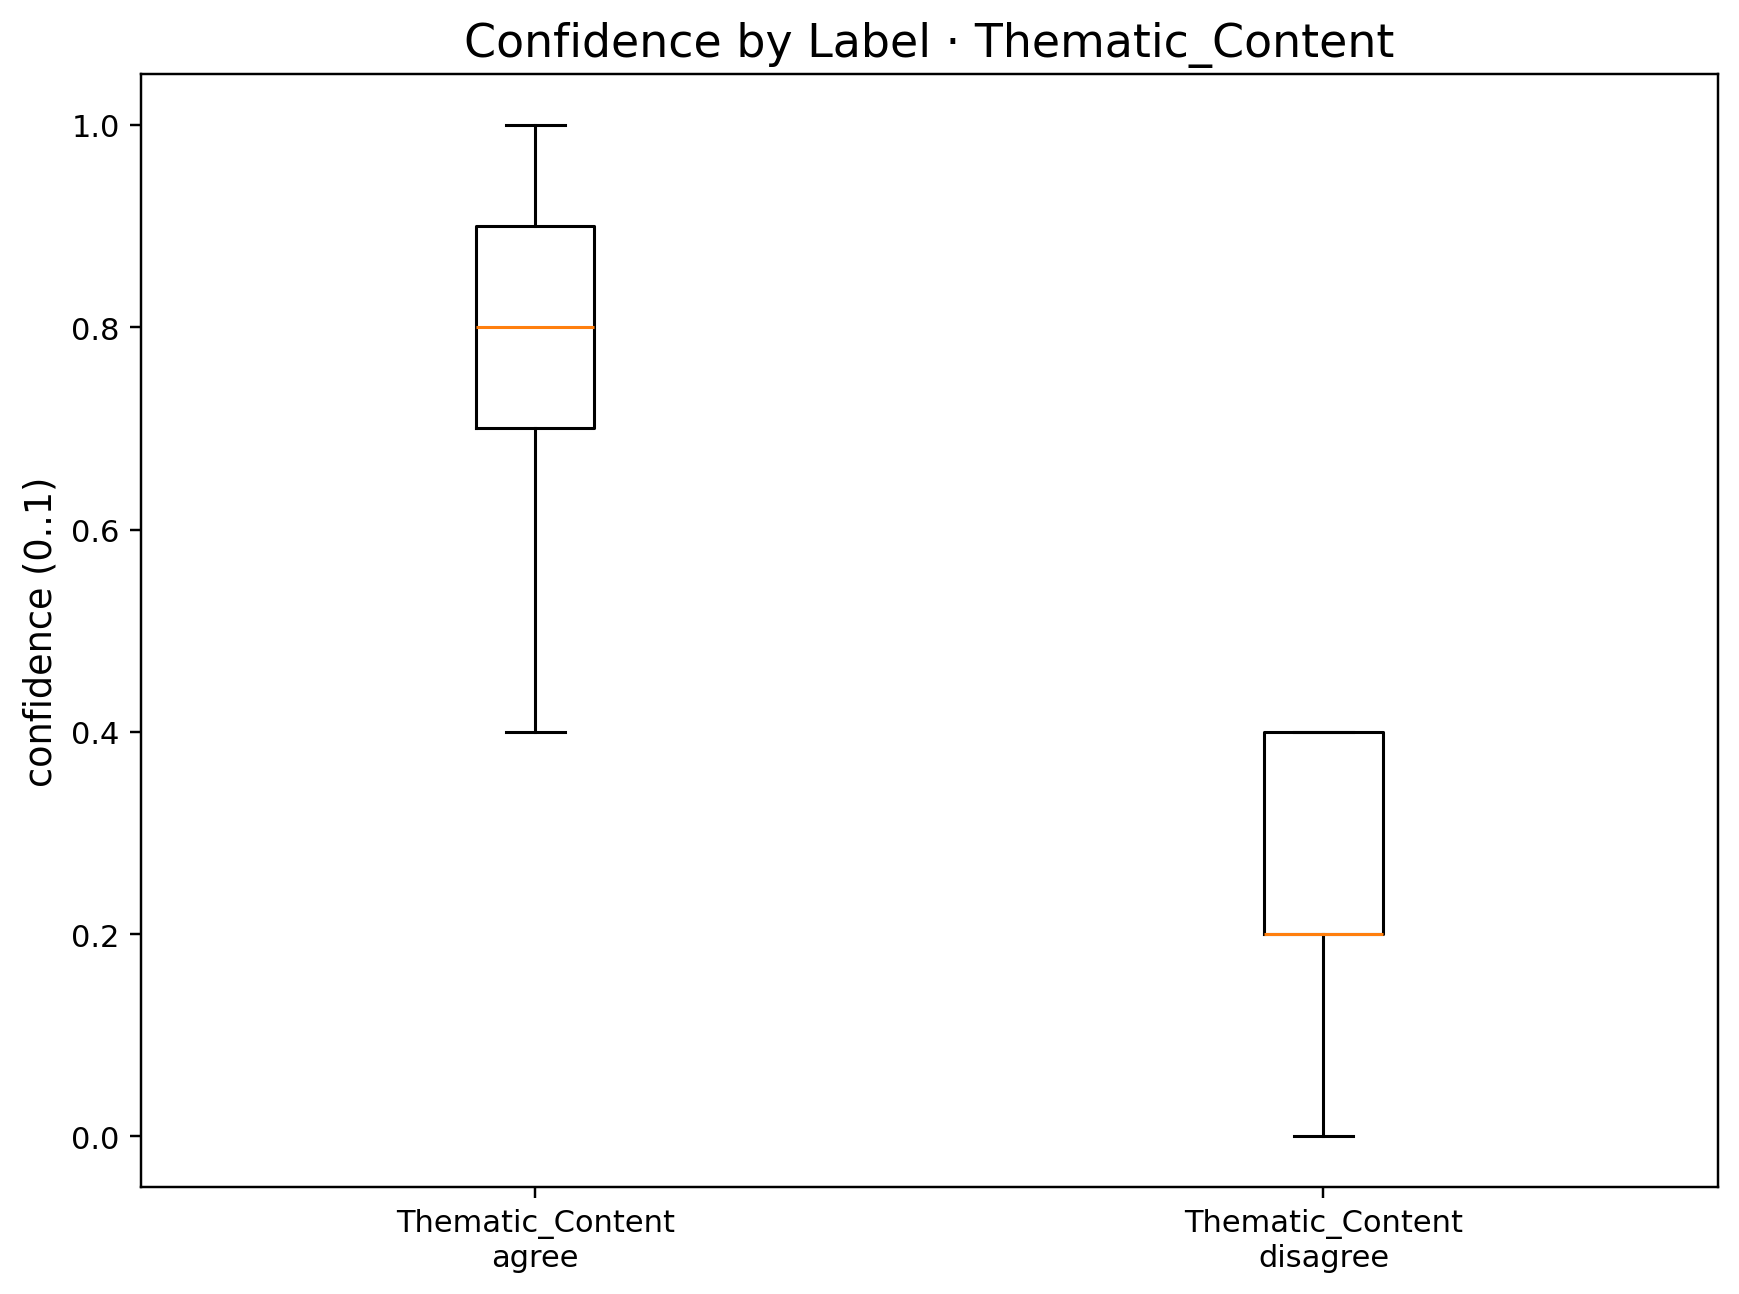 Confidence by Label · Thematic_Content
confidence (0..1)
1.0
0.8
0.6
0.4
0.2
0.0
Thematic_Content
agree
Thematic_Content
disagree